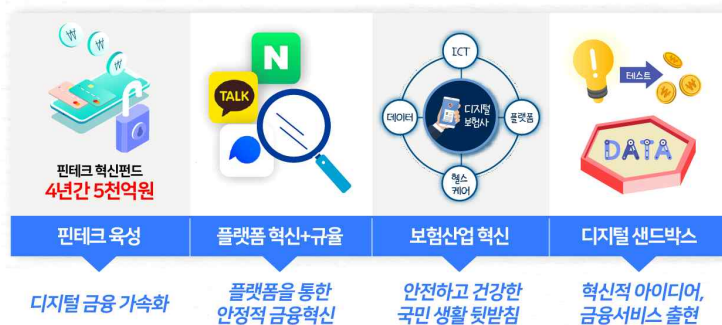 핀테크 혁신펀드
4년간 5천억원
N
TALK
ICT
데이터
디지털
보험사
플랫폼
헬스
케어
테스트
DATA
핀테크 육성
플랫폼 혁신+규율
보험산업 혁신
디지털 샌드박스
디지털 금융 가속화
플랫폼을 통한
안정적 금융혁신
안전하고 건강한
국민 생활 뒷받침
혁신적 아이디어,
금융서비스 출현